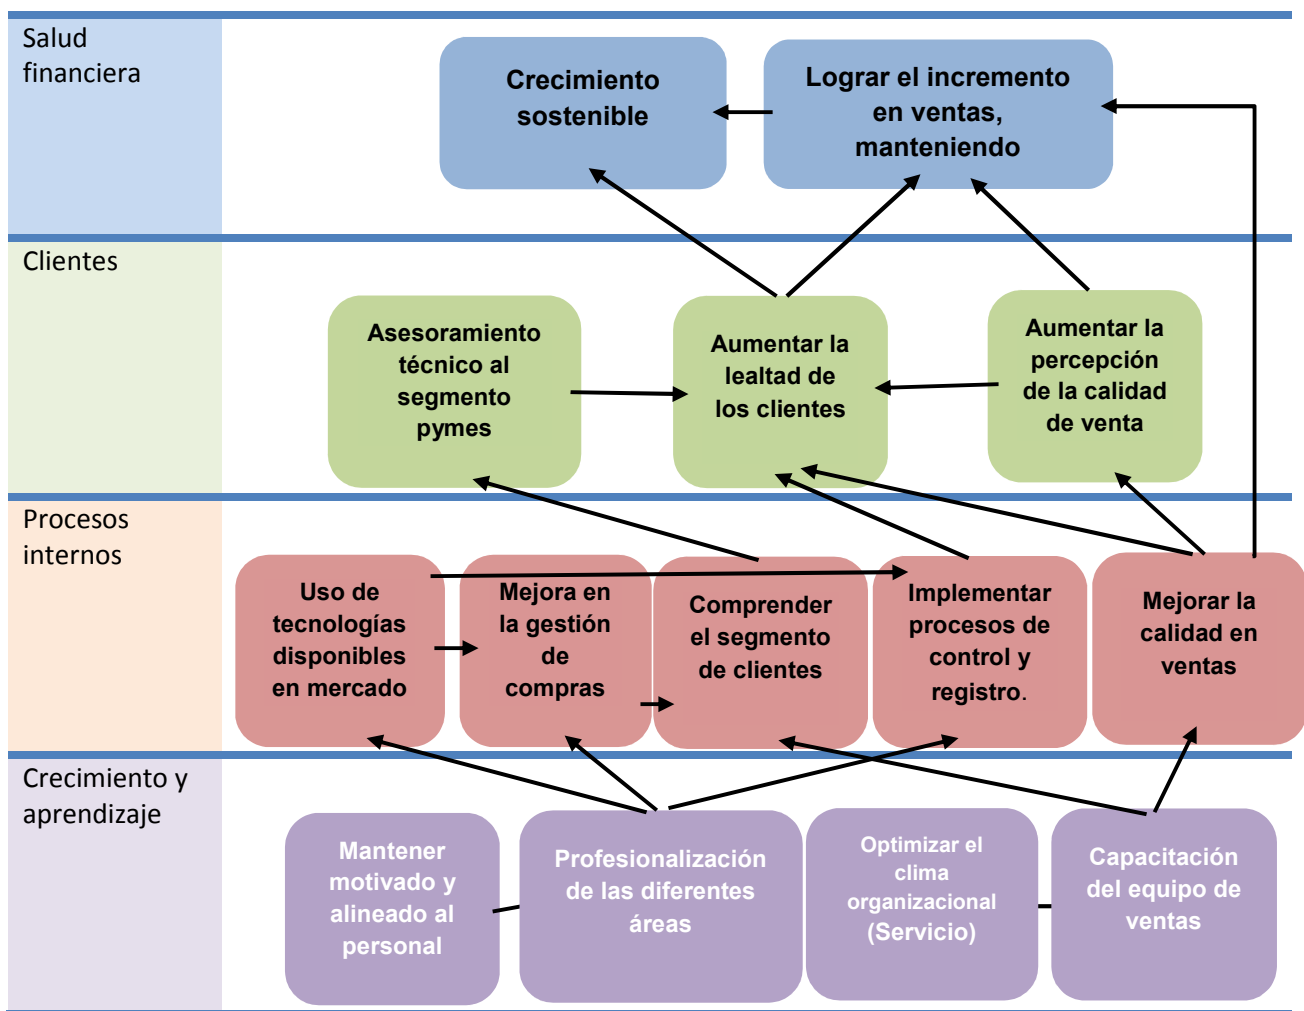 Salud
financiera
Crecimiento
sostenible
Lograr el incremento
en ventas,
manteniendo
Clientes
Asesoramiento
técnico al
segmento
pymes
Aumentar la
lealtad de
los clientes
Aumentar la
percepción
de la calidad
de venta
Procesos
internos
Uso de
tecnologías
disponibles
en mercado
Mejora en
la gestión
de
compras
Comprender
el segmento
de clientes
Implementar
procesos de
control y
registro.
Mejorar la
calidad en
ventas
Crecimiento y
aprendizaje
Mantener
motivado y
alineado al
personal
Profesionalización
de las diferentes
áreas
Optimizar el
clima
organizacional
(Servicio)
Capacitación
del equipo de
ventas